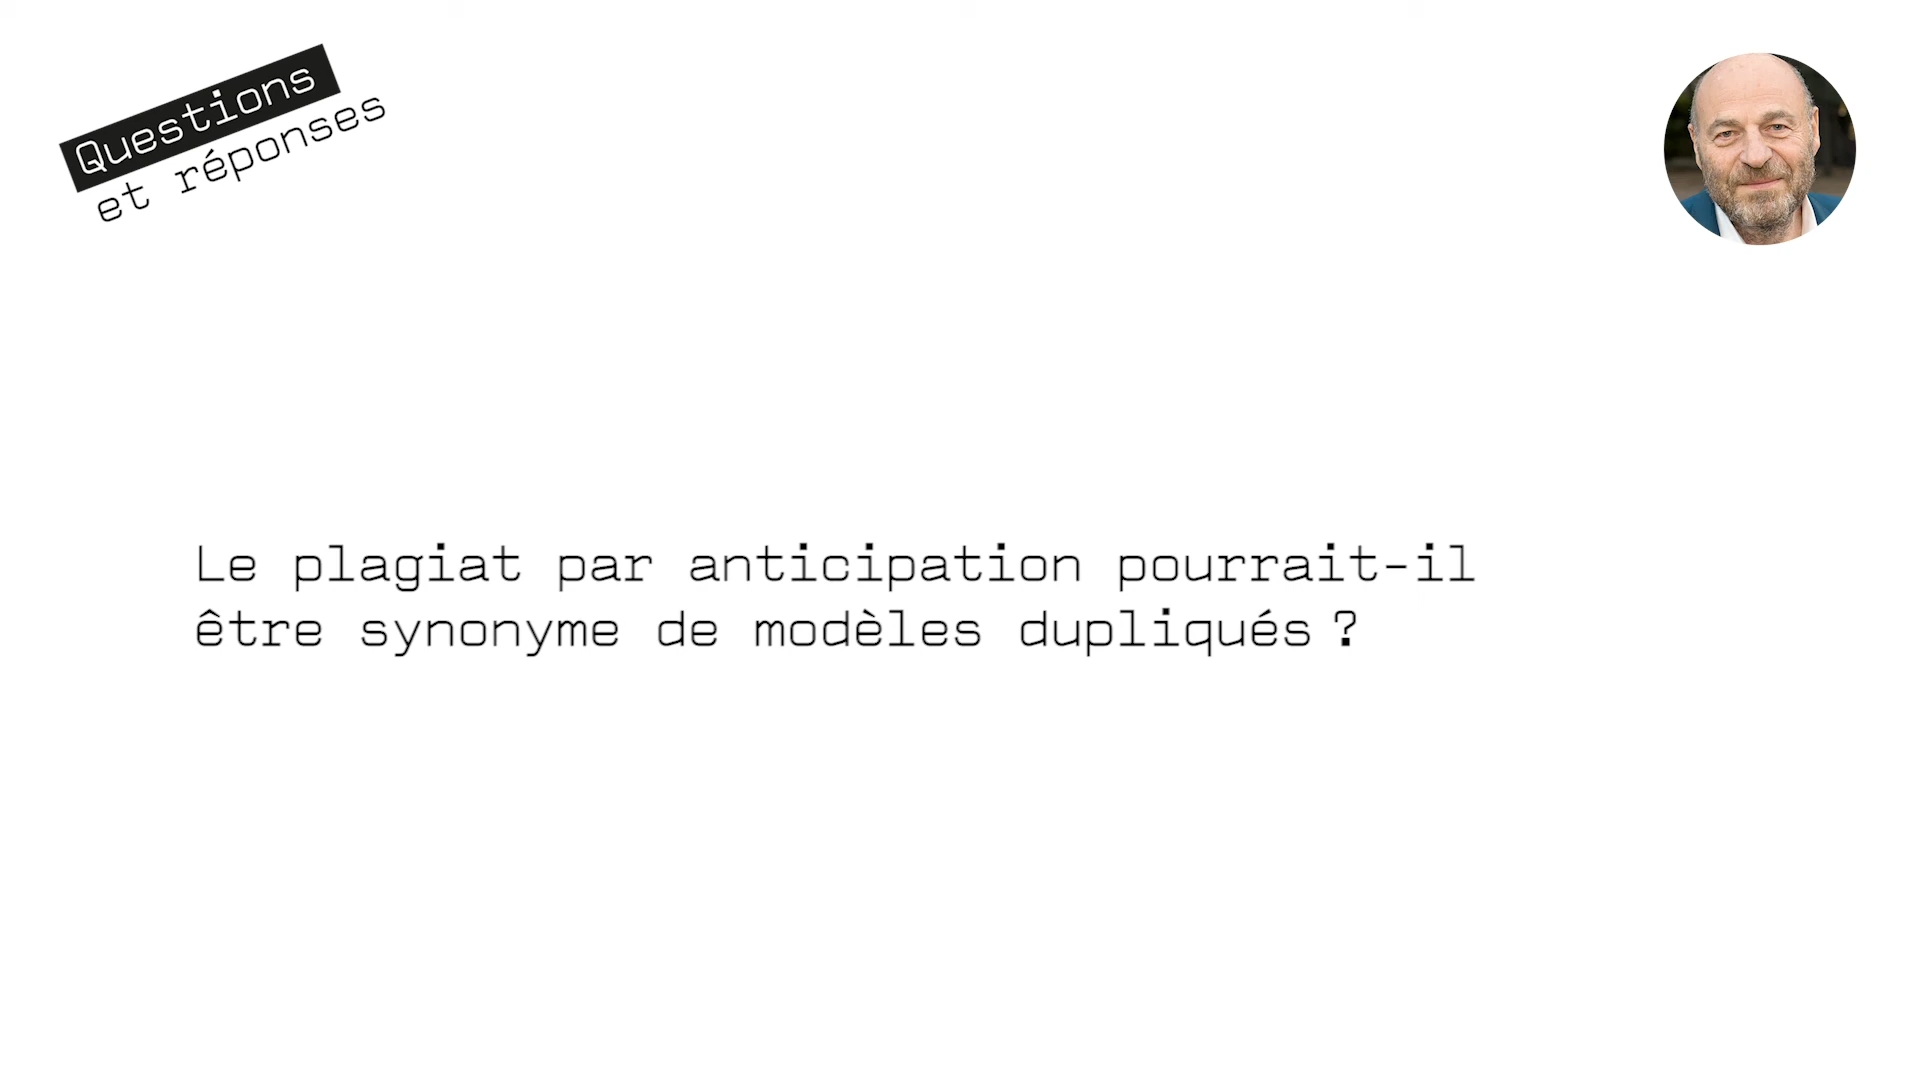 Questions
et réponses
Le plagiat par anticipation pourrait-il
être synonyme de modèles dupliqués ?